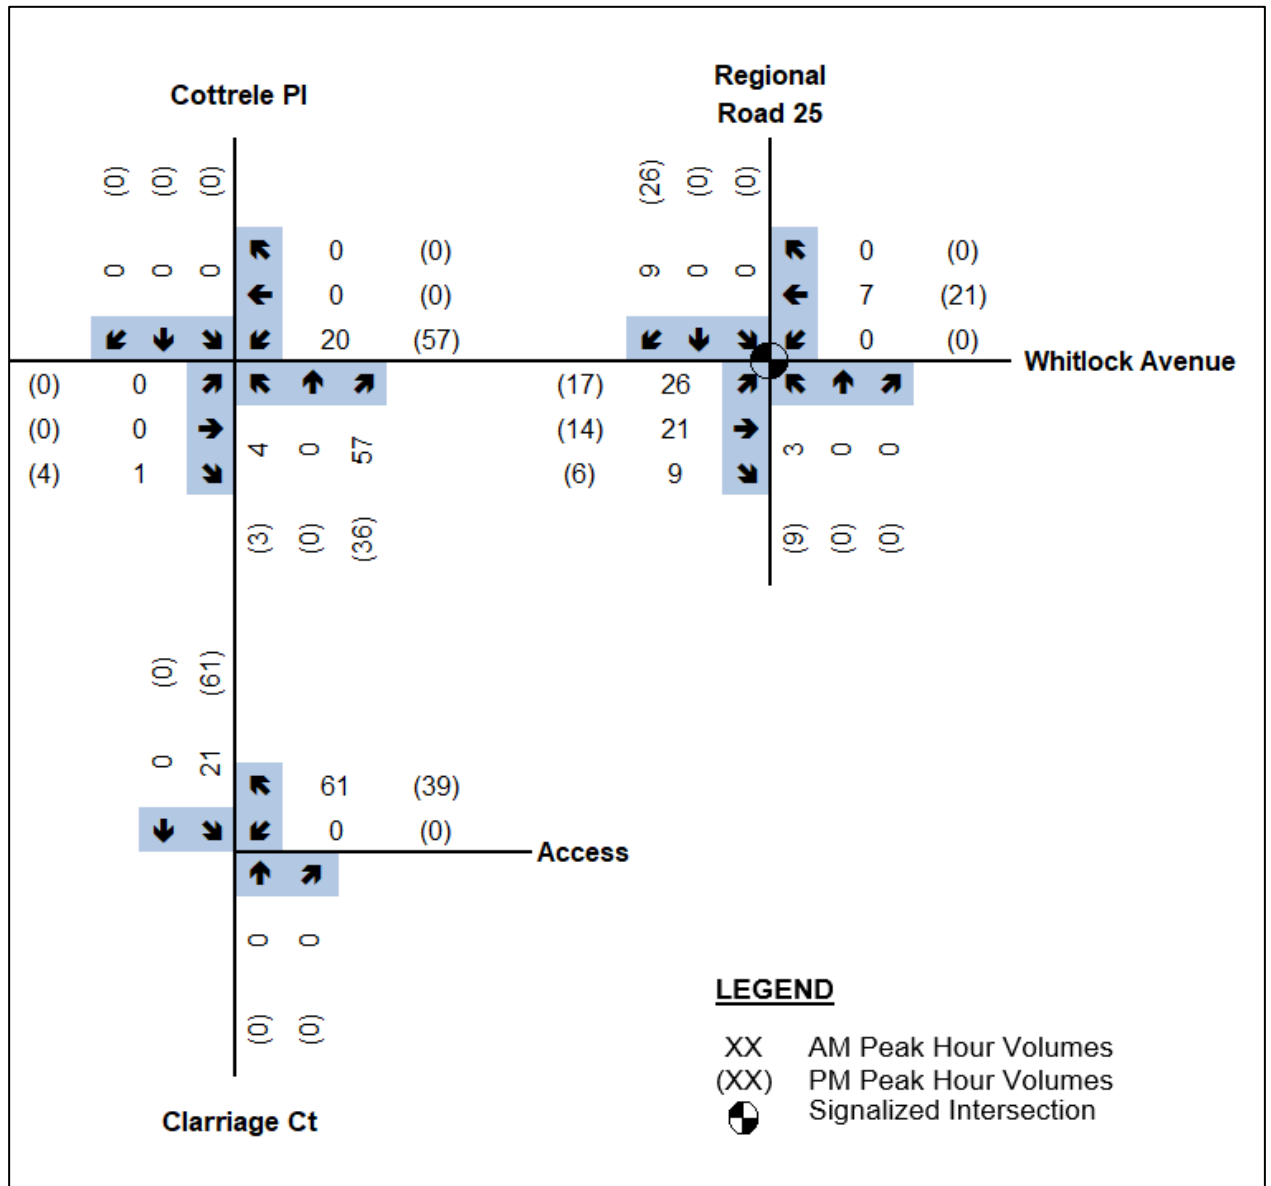 Cottrele Pl
Regional
Road 25
(0) (0) (0)
(26) (0) (0)
0 0 0
9 0 0
0 (0)
0 (0)
20 (57)
0 (0)
7 (21)
0 (0)
Whitlock Avenue
(0) 0
(0) 0
(4) 1
4 0 57
(3) (0) (36)
(17) 26
(14) 21
(6) 9
3 0 0
(9) (0) (0)
(0) (61)
0 21
61 (39)
0 (0)
Access
0 0
(0) (0)
Clarriage Ct
LEGEND
XX AM Peak Hour Volumes
(XX) PM Peak Hour Volumes
Signalized Intersection